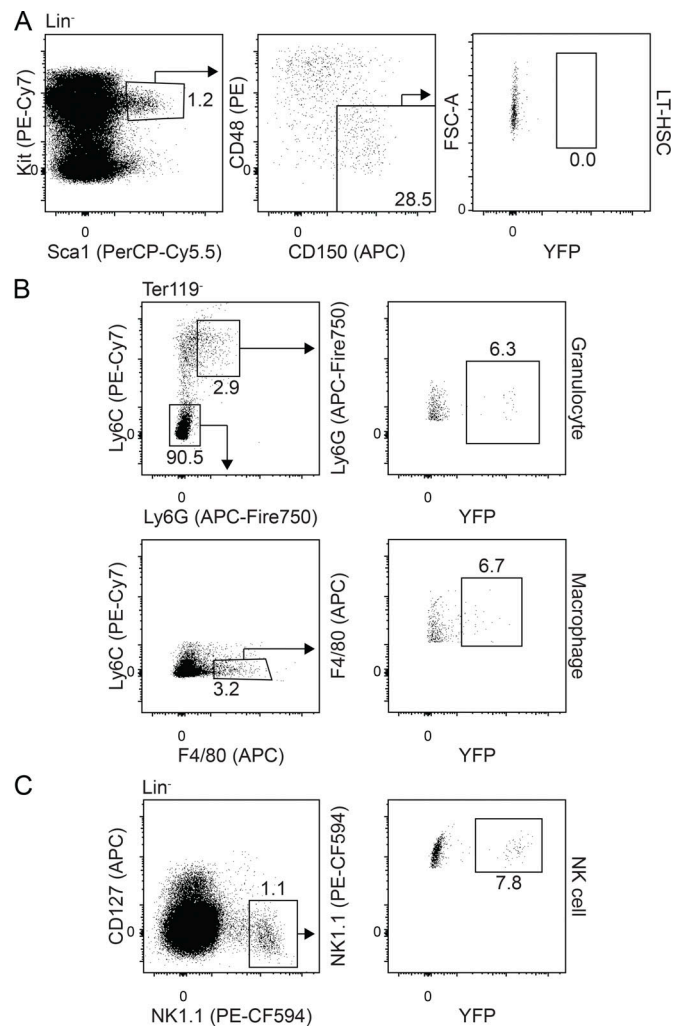 A
Lin-
Kit (PE-Cy7)
0
1.2
0
Sca1 (PerCP-Cy5.5)
CD48 (PE)
0
28.5
0
CD150 (APC)
FSC-A
0
0.0
0
YFP
LT-HSC
B
Ter119-
Ly6C (PE-Cy7)
0
2.9
90.5
0
Ly6G (APC-Fire750)
Ly6G (APC-Fire750)
0
6.3
0
YFP
Granulocyte
Ly6C (PE-Cy7)
0
3.2
0
F4/80 (APC)
F4/80 (APC)
0
6.7
0
YFP
Macrophage
C
Lin-
CD127 (APC)
0
1.1
0
NK1.1 (PE-CF594)
NK1.1 (PE-CF594)
0
7.8
0
YFP
NK cell